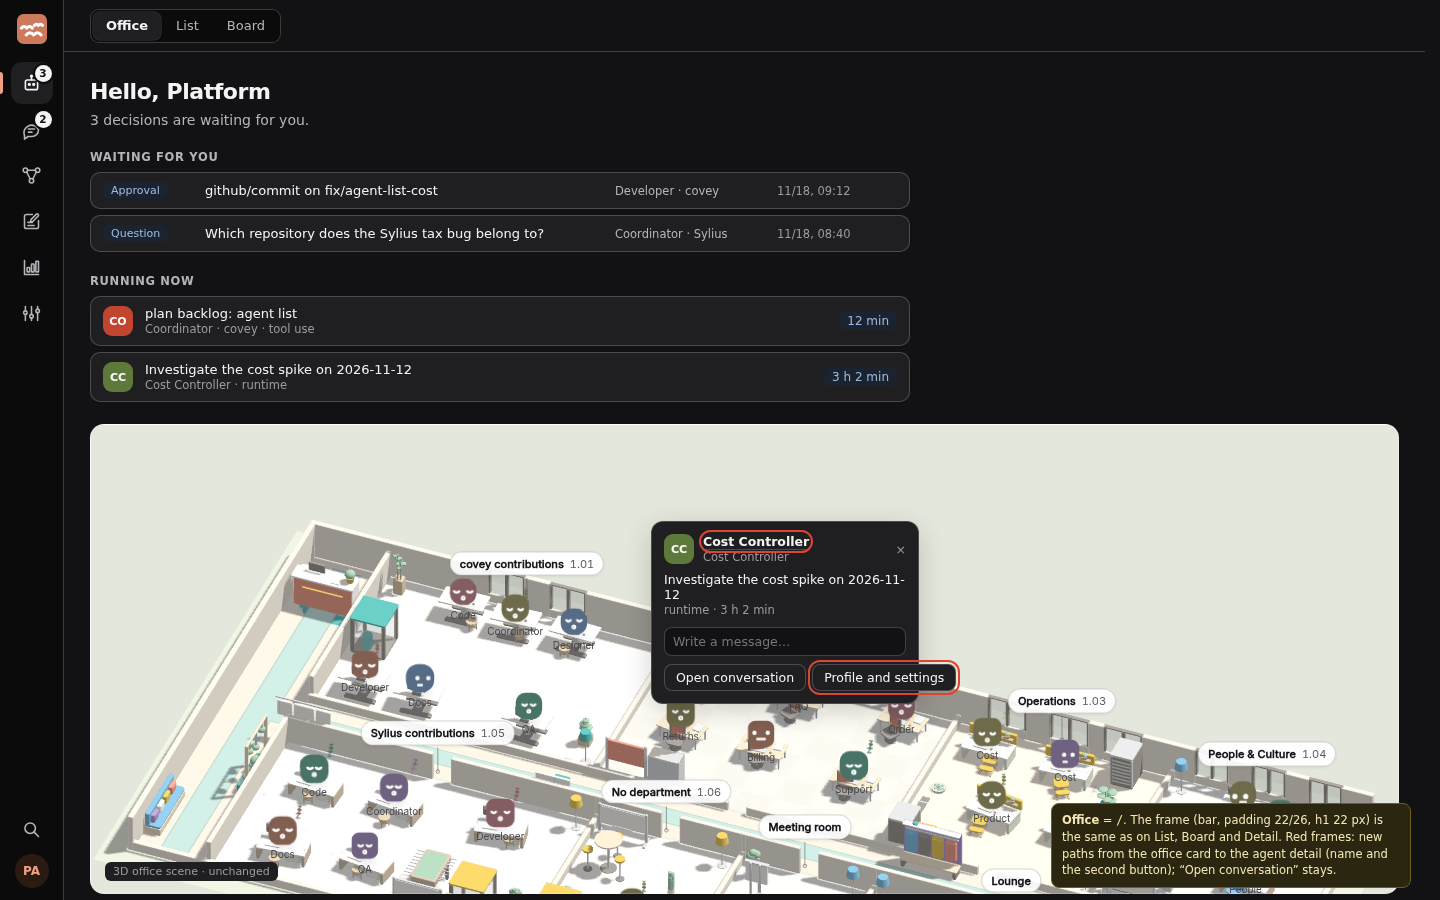 Office List Board
3
2
Hello, Platform
3 decisions are waiting for you.
WAITING FOR YOU
Approval github/commit on fix/agent-list-cost Developer · covey 11/18, 09:12
Question Which repository does the Sylius tax bug belong to? Coordinator · Sylius 11/18, 08:40
RUNNING NOW
CO plan backlog: agent list
Coordinator · covey · tool use
12 min
CC Investigate the cost spike on 2026-11-12
Cost Controller · runtime
3 h 2 min
CC Cost Controller ×
Cost Controller
Investigate the cost spike on 2026-11-
12
runtime · 3 h 2 min
Write a message…
Open conversation Profile and settings
covey contributions 1.01
Code
Coordinator
Designer
Developer
Docs
QA
Sylius contributions 1.05
Code
Coordinator
Developer
Docs
QA
FAQ
Returns
Order
Billing
Support
Operations 1.03
Cost
Cost
Product
People & Culture 1.04
No department 1.06
Meeting room
Lounge
People
3D office scene · unchanged
Office = /. The frame (bar, padding 22/26, h1 22 px) is
the same as on List, Board and Detail. Red frames: new
paths from the office card to the agent detail (name and
the second button); “Open conversation” stays.
PA